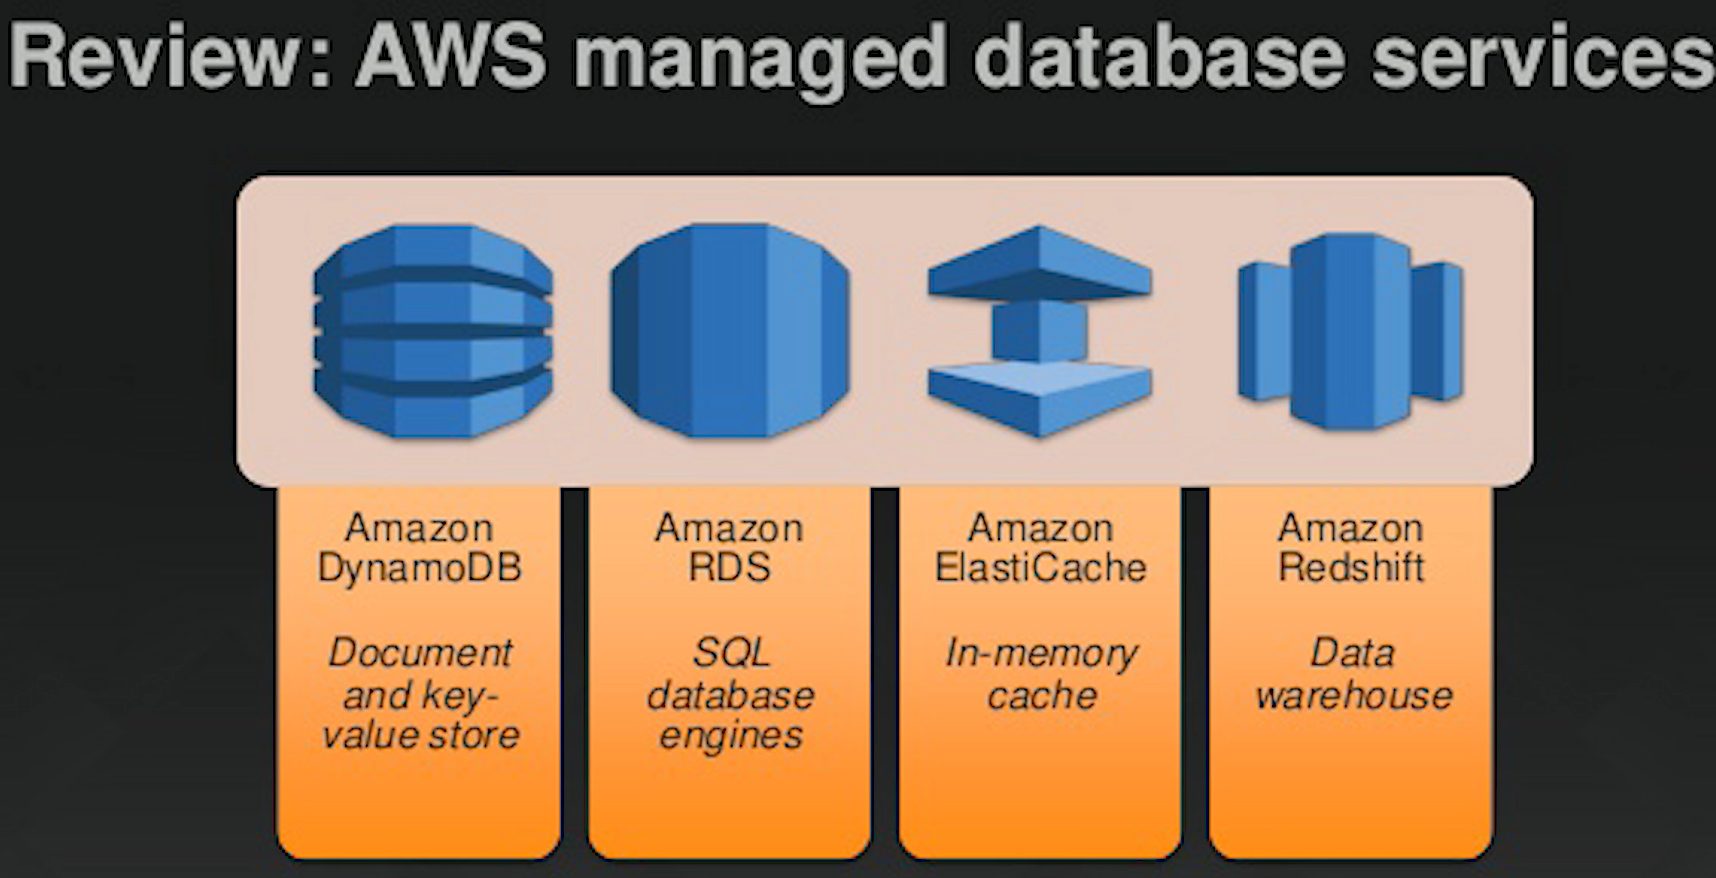 Review: AWS managed database services
Amazon
DynamoDB
Document
and key-
value store
Amazon
RDS
SQL
database
engines
Amazon
ElastiCache
In-memory
cache
Amazon
Redshift
Data
warehouse